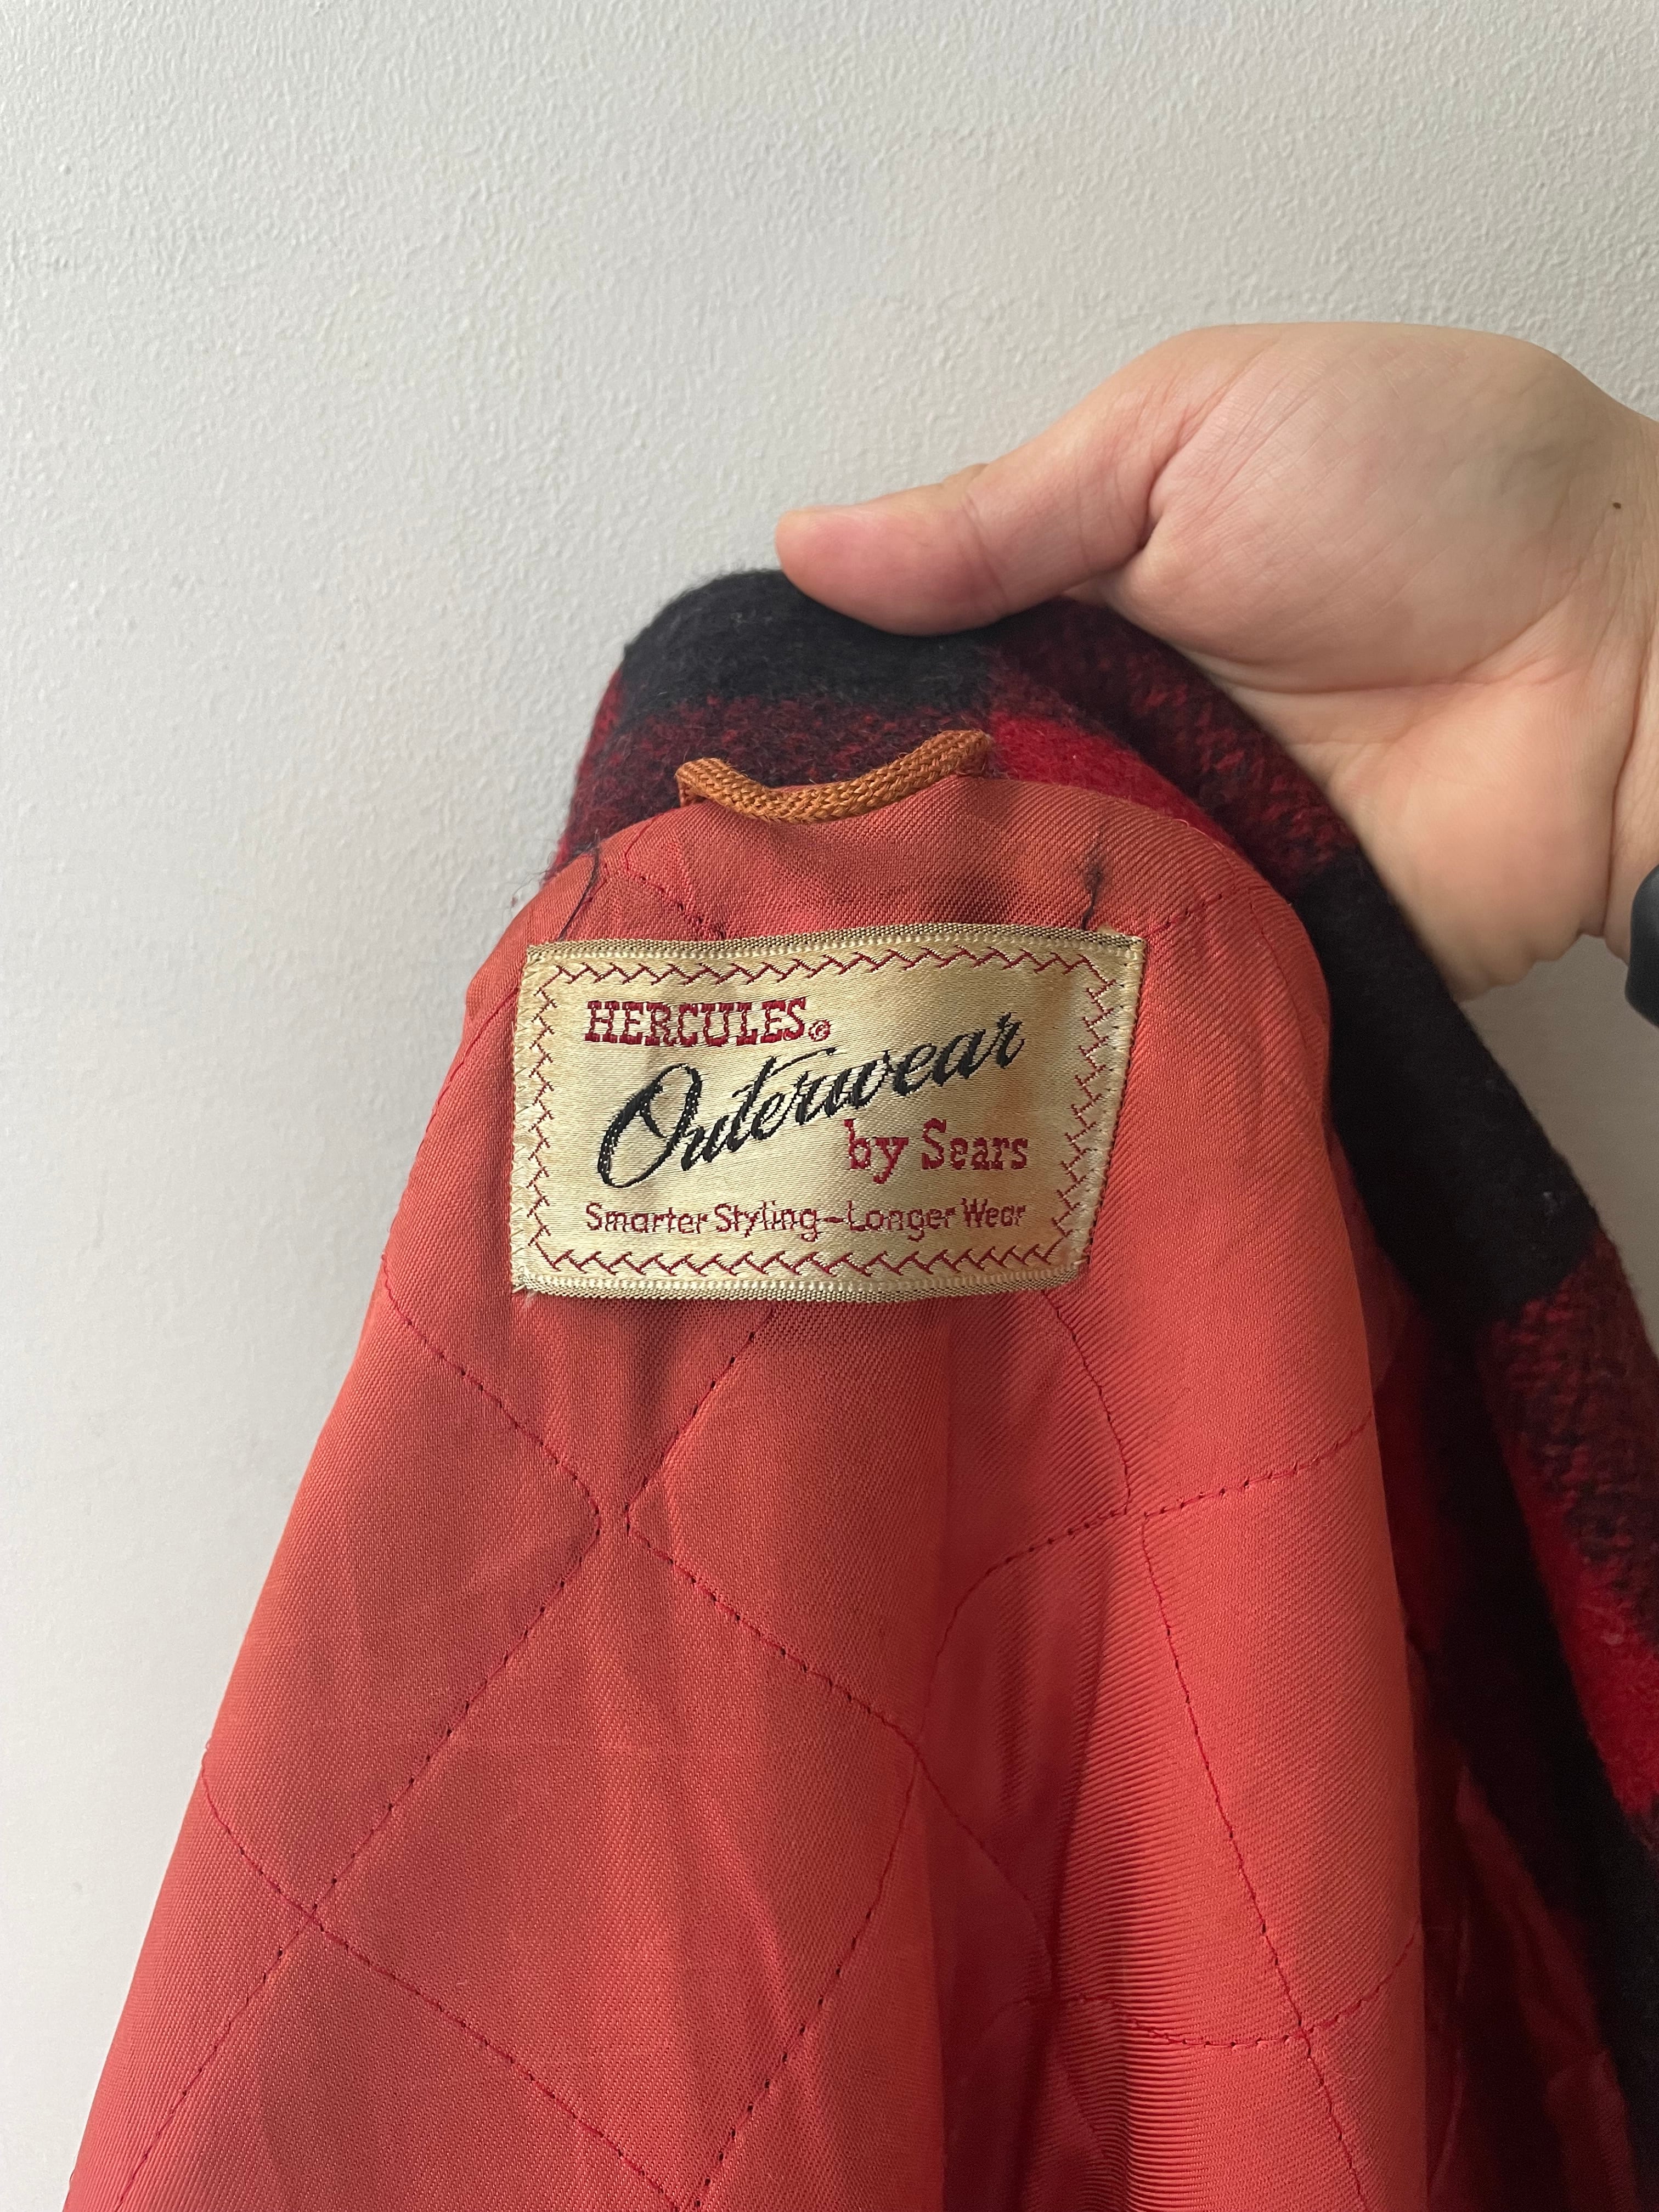 HERCULES®
Outerwear
by Sears
Smarter Styling–Longer Wear